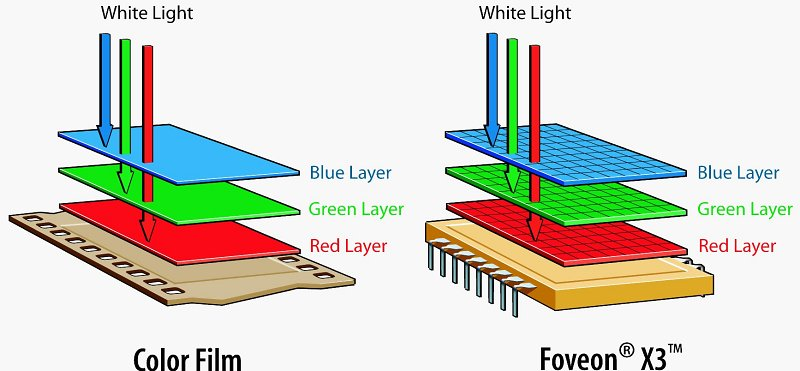 White Light
Blue Layer
Green Layer
Red Layer
Color Film
White Light
Blue Layer
Green Layer
Red Layer
Foveon® X3™